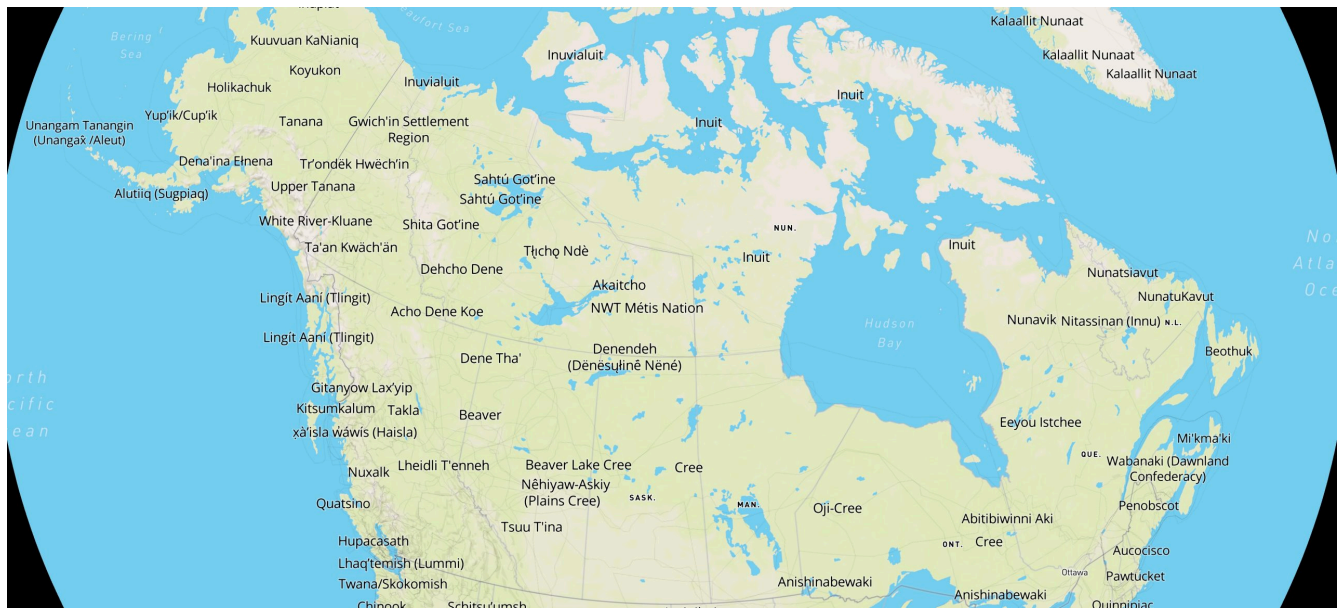 Kalaallit Nunaat
Beaufort Sea
Bering
Sea
Kuuvuan KaNianiq
Inuvialuit
Kalaallit Nunaat
Koyukon
Kalaallit Nunaat
Inuvialuit
Holikachuk
Inuit
Yup'ik/Cup'ik
Unangam Tanangin
(Unangax̂ /Aleut)
Tanana
Gwich'in Settlement
Region
Inuit
Dena'ina Ełnena
Tr'ondëk Hwëch'in
Alutiiq (Sugpiaq)
Upper Tanana
Sahtú Got'ine
Sahtú Got'ine
White River-Kluane
Shita Got'ine
NUN.
Ta'an Kwäch'än
Tłı̨chǫ Ndè
Inuit
Inuit
Dehcho Dene
Nunatsiavut
Akaitcho
Lingít Aaní (Tlingit)
NunatuKavut
Acho Dene Koe
NWT Métis Nation
Nunavik
Nitassinan (Innu)
N.L.
Hudson
Bay
Lingít Aaní (Tlingit)
Dene Tha'
Denendeh
(Dënësųłinë́ Nëné)
Beothuk
Gitanyow Lax'yip
Kitsumkalum
Takla
Beaver
x̣àʼisla w̓áwís (Haisla)
Eeyou Istchee
Mi'kma'ki
QUE.
Nuxalk
Lheidli T'enneh
Beaver Lake Cree
Cree
Wabanaki (Dawnland
Confederacy)
Nêhiyaw-Askiy
(Plains Cree)
SASK.
Quatsino
MAN.
Oji-Cree
Penobscot
Tsuu T'ina
Abitibiwinni Aki
Hupacasath
ONT.
Cree
Aucocisco
Lhaq'temish (Lummi)
Ottawa
Pawtucket
Twana/Skokomish
Anishinabewaki
Anishinabewaki
Chinook
Schitsu'umsh
Quinnipiac